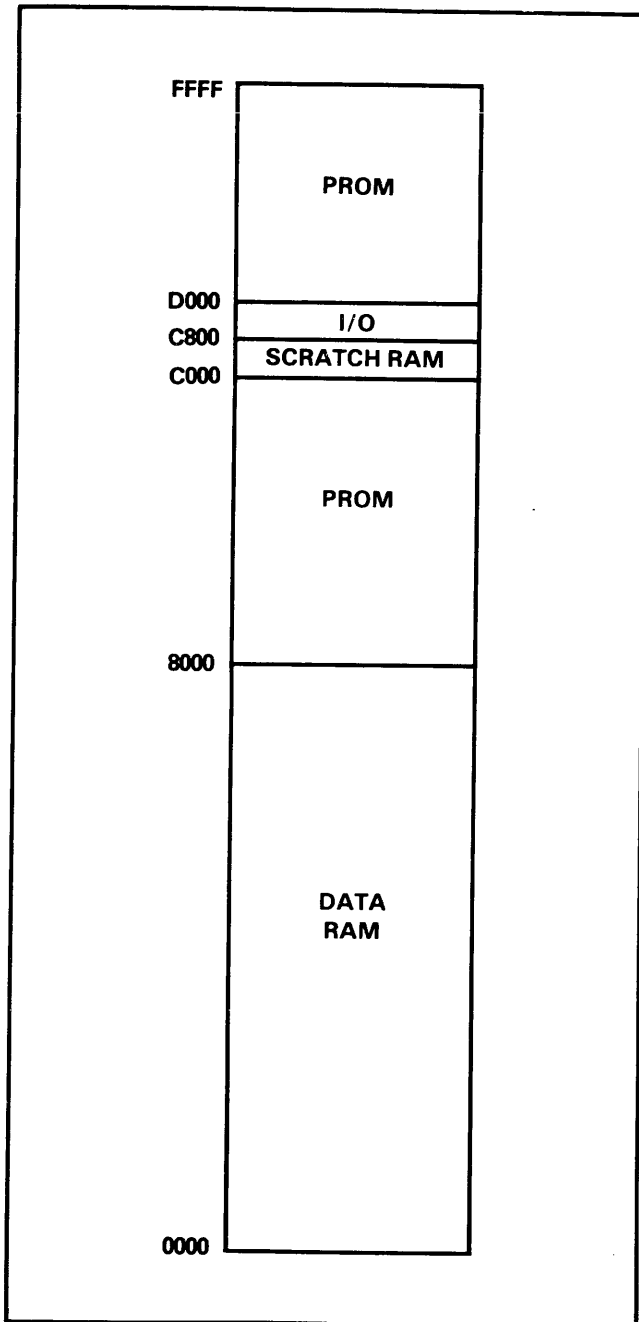 FFFF
PROM
D000
I/O
C800
SCRATCH RAM
C000
PROM
8000
DATA
RAM
0000